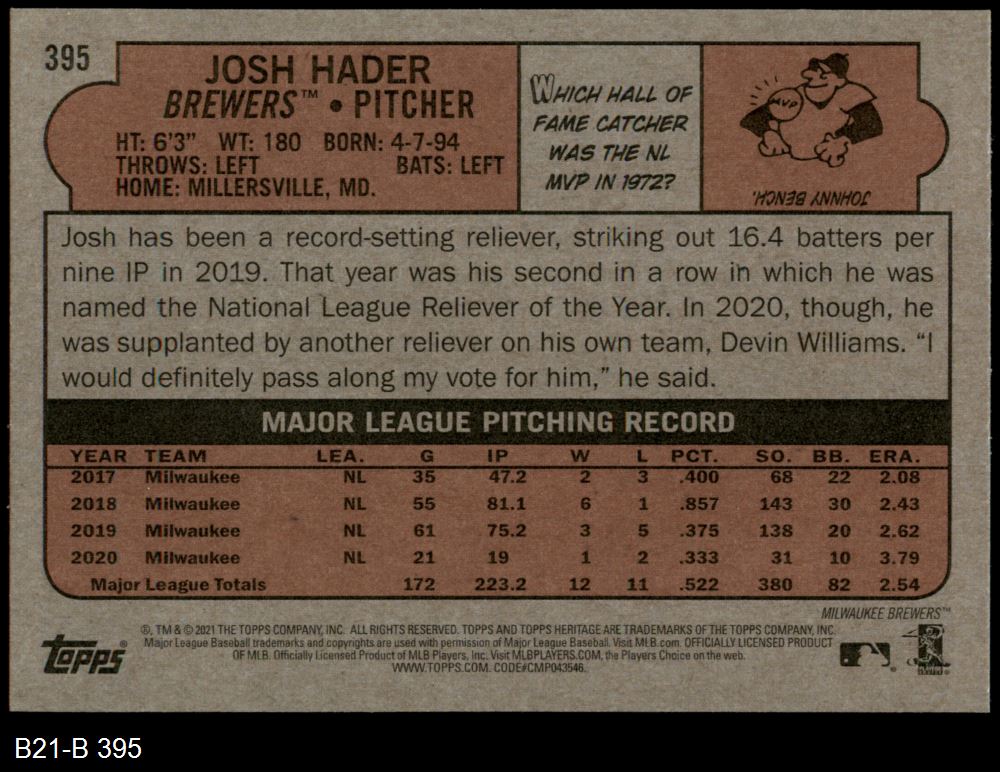 395
JOSH HADER
BREWERS™ • PITCHER
HT: 6'3" WT: 180 BORN: 4-7-94
THROWS: LEFT BATS: LEFT
HOME: MILLERSVILLE, MD.
WHICH HALL OF
FAME CATCHER
WAS THE NL
MVP IN 1972?
MVP
JOHNNY BENCH.
Josh has been a record-setting reliever, striking out 16.4 batters per
nine IP in 2019. That year was his second in a row in which he was
named the National League Reliever of the Year. In 2020, though, he
was supplanted by another reliever on his own team, Devin Williams. “I
would definitely pass along my vote for him,” he said.
MAJOR LEAGUE PITCHING RECORD
YEAR TEAM LEA. G IP W L PCT. SO. BB. ERA.
2017 Milwaukee NL 35 47.2 2 3 .400 68 22 2.08
2018 Milwaukee NL 55 81.1 6 1 .857 143 30 2.43
2019 Milwaukee NL 61 75.2 3 5 .375 138 20 2.62
2020 Milwaukee NL 21 19 1 2 .333 31 10 3.79
Major League Totals 172 223.2 12 11 .522 380 82 2.54
MILWAUKEE BREWERS™
®, TM & © 2021 THE TOPPS COMPANY, INC. ALL RIGHTS RESERVED. TOPPS AND TOPPS HERITAGE ARE TRADEMARKS OF THE TOPPS COMPANY, INC.
Major League Baseball trademarks and copyrights are used with permission of Major League Baseball. Visit MLB.com. OFFICIALLY LICENSED PRODUCT
OF MLB. Officially Licensed Product of MLB Players, Inc. Visit MLBPLAYERS.COM, the Players Choice on the web.
WWW.TOPPS.COM. CODE#CMP043546.
Topps®
B21-B 395